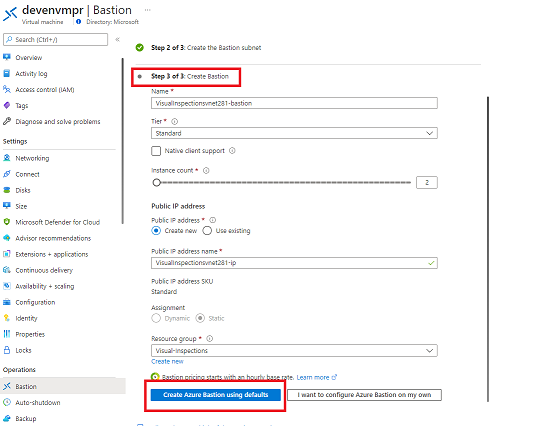 devenvmpr | Bastion ...
Virtual machine Directory: Microsoft
Search (Ctrl+/) «
Overview
Activity log
Access control (IAM)
Tags
Diagnose and solve problems
Settings
Networking
Connect
Disks
Size
Microsoft Defender for Cloud
Advisor recommendations
Extensions + applications
Continuous delivery
Availability + scaling
Configuration
Identity
Properties
Locks
Operations
Bastion
Auto-shutdown
Backup
Step 2 of 3: Create the Bastion subnet
Step 3 of 3: Create Bastion
Name *
VisualInspectionsvnet281-bastion
Tier *
Standard
Native client support
Instance count *
2
Public IP address
Public IP address *
Create new Use existing
Public IP address name *
VisualInspectionsvnet281-ip
Public IP address SKU
Standard
Assignment
Dynamic Static
Resource group *
Visual-Inspections
Create new
Bastion pricing starts with an hourly base rate. Learn more
Create Azure Bastion using defaults I want to configure Azure Bastion on my own